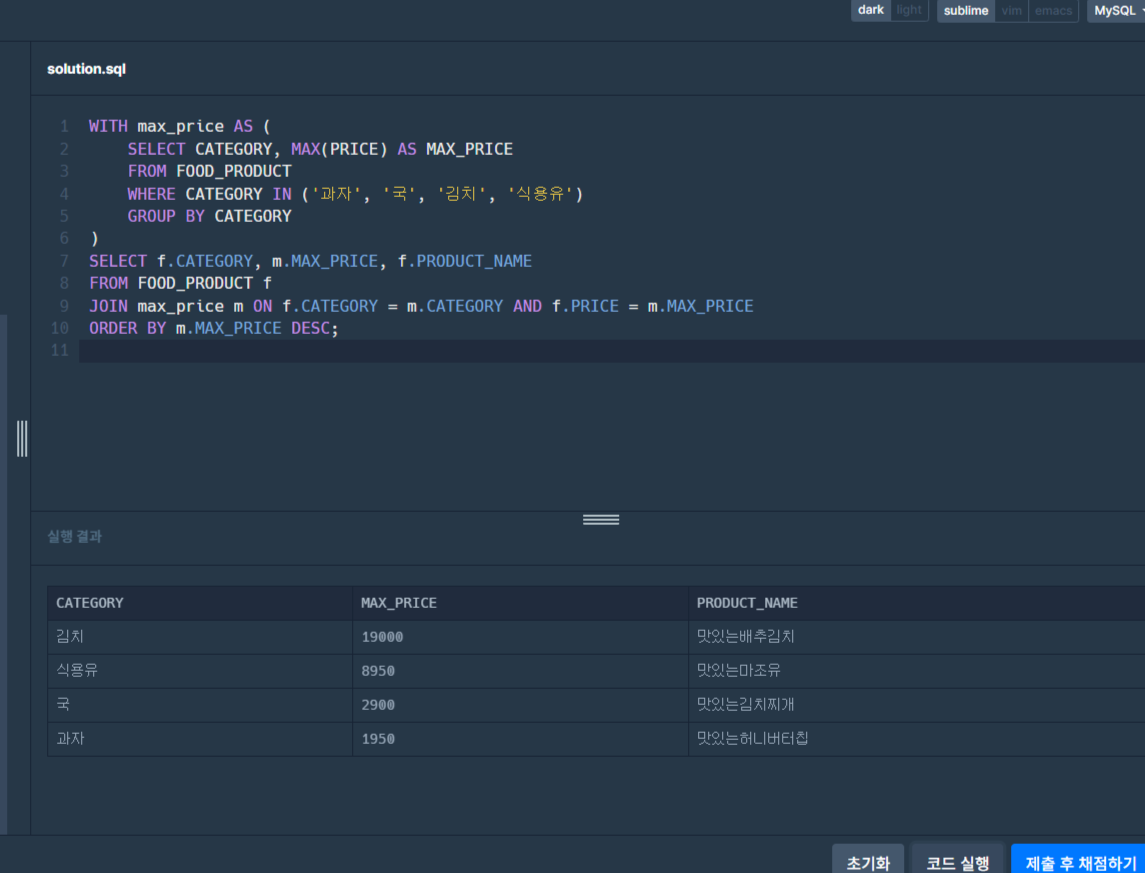 dark light sublime vim emacs MySQL
solution.sql
1 WITH max_price AS (
2 SELECT CATEGORY, MAX(PRICE) AS MAX_PRICE
3 FROM FOOD_PRODUCT
4 WHERE CATEGORY IN ('과자', '국', '김치', '식용유')
5 GROUP BY CATEGORY
6 )
7 SELECT f.CATEGORY, m.MAX_PRICE, f.PRODUCT_NAME
8 FROM FOOD_PRODUCT f
9 JOIN max_price m ON f.CATEGORY = m.CATEGORY AND f.PRICE = m.MAX_PRICE
10 ORDER BY m.MAX_PRICE DESC;
11
실행 결과
CATEGORY MAX_PRICE PRODUCT_NAME
김치 19000 맛있는배추김치
식용유 8950 맛있는마조유
국 2900 맛있는김치찌개
과자 1950 맛있는허니버터칩
초기화 코드 실행 제출 후 채점하기